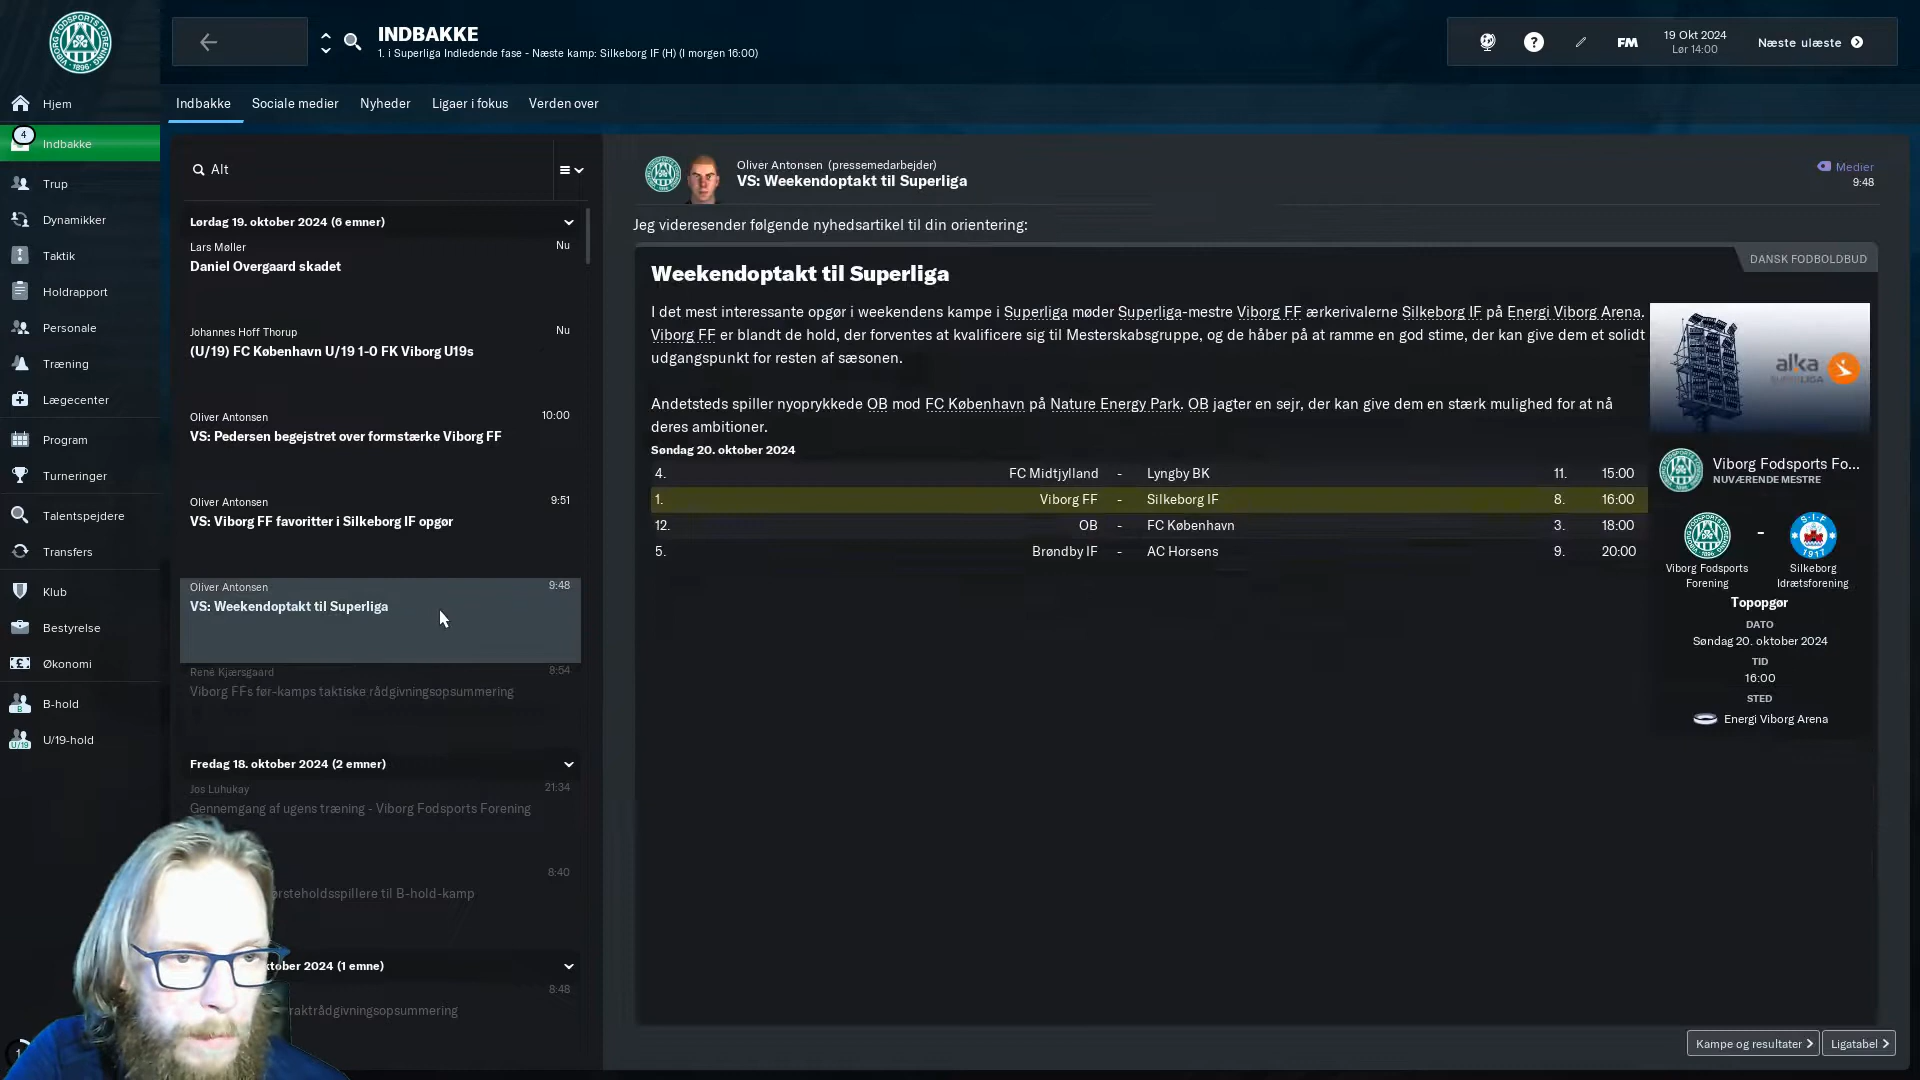 INDBAKKE
1. i Superliga Indledende fase - Næste kamp: Silkeborg IF (H) (I morgen 16:00)
FM
19 Okt 2024
Lør 14:00
Næste ulæste
Hjem
4
Indbakke
Trup
Dynamikker
Taktik
Holdrapport
Personale
Træning
Lægecenter
Program
Turneringer
Talentspejdere
Transfers
Klub
Bestyrelse
Økonomi
B-hold
U/19-hold
Indbakke Sociale medier Nyheder Ligaer i fokus Verden over
Alt
Lørdag 19. oktober 2024 (6 emner)
Lars Møller Nu
Daniel Overgaard skadet
Johannes Hoff Thorup Nu
(U/19) FC København U/19 1-0 FK Viborg U19s
Oliver Antonsen 10:00
VS: Pedersen begejstret over formstærke Viborg FF
Oliver Antonsen 9:51
VS: Viborg FF favoritter i Silkeborg IF opgør
Oliver Antonsen 9:48
VS: Weekendoptakt til Superliga
René Kjærsgaard 8:54
Viborg FFs før-kamps taktiske rådgivningsopsummering
Fredag 18. oktober 2024 (2 emner)
Jos Luhukay 21:34
Gennemgang af ugens træning - Viborg Fodsports Forening
8:40
ørsteholdsspillere til B-hold-kamp
ktober 2024 (1 emne)
8:48
raktrådgivningsopsummering
Oliver Antonsen (pressemedarbejder)
VS: Weekendoptakt til Superliga
Medier
9:48
Jeg videresender følgende nyhedsartikel til din orientering:
DANSK FODBOLDBUD
Weekendoptakt til Superliga
I det mest interessante opgør i weekendens kampe i Superliga møder Superliga-mestre Viborg FF ærkerivalerne Silkeborg IF på Energi Viborg Arena.
Viborg FF er blandt de hold, der forventes at kvalificere sig til Mesterskabsgruppe, og de håber på at ramme en god stime, der kan give dem et solidt
udgangspunkt for resten af sæsonen.
Andetsteds spiller nyoprykkede OB mod FC København på Nature Energy Park. OB jagter en sejr, der kan give dem en stærk mulighed for at nå
deres ambitioner.
Søndag 20. oktober 2024
4. FC Midtjylland - Lyngby BK 11. 15:00
1. Viborg FF - Silkeborg IF 8. 16:00
12. OB - FC København 3. 18:00
5. Brøndby IF - AC Horsens 9. 20:00
alka
SUPERLIGA
Viborg Fodsports Fo...
NUVÆRENDE MESTRE
-
Viborg Fodsports
Forening
Silkeborg
Idrætsforening
Topopgør
DATO
Søndag 20. oktober 2024
TID
16:00
STED
Energi Viborg Arena
Kampe og resultater
Ligatabel